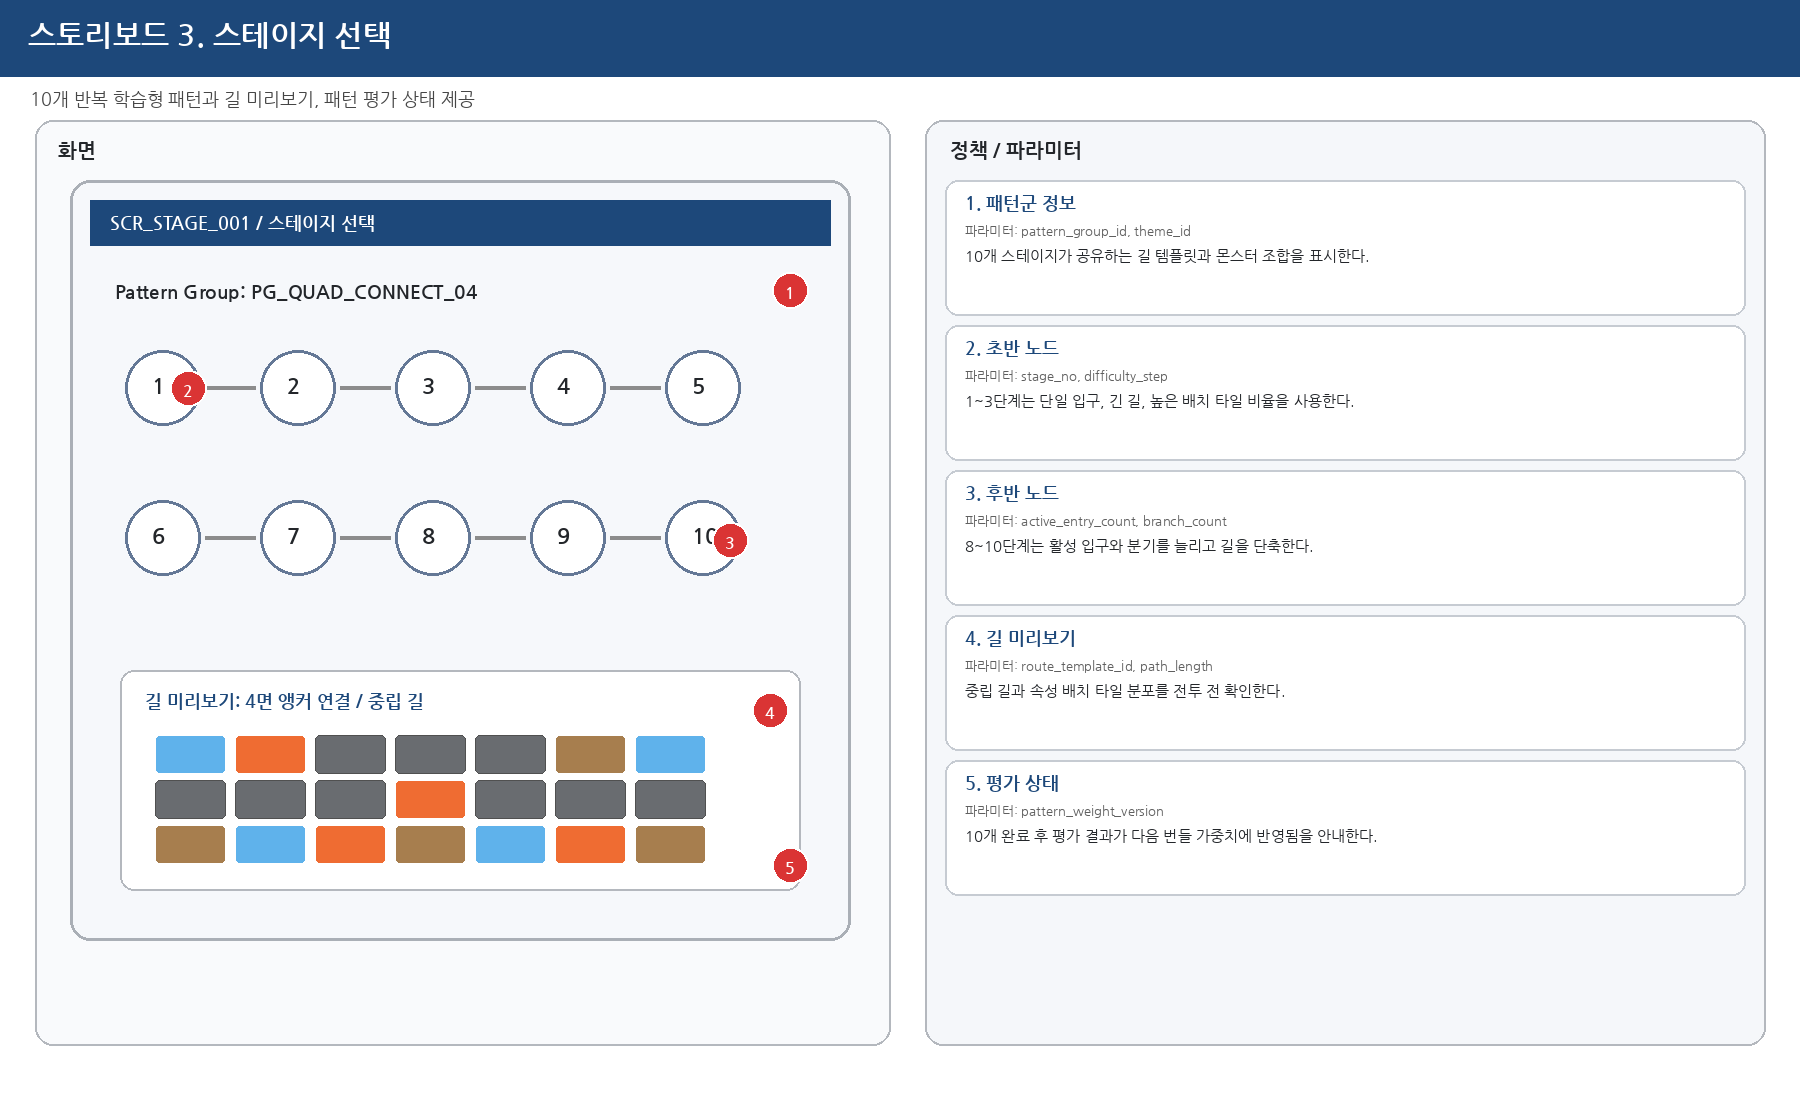 스토리보드 3. 스테이지 선택
10개 반복 학습형 패턴과 길 미리보기, 패턴 평가 상태 제공
화면
SCR_STAGE_001 / 스테이지 선택
Pattern Group: PG_QUAD_CONNECT_04
1
1
2
2
3
4
5
6
7
8
9
10
3
길 미리보기: 4면 앵커 연결 / 중립 길
4
5
정책 / 파라미터
1. 패턴군 정보
파라미터: pattern_group_id, theme_id
10개 스테이지가 공유하는 길 템플릿과 몬스터 조합을 표시한다.
2. 초반 노드
파라미터: stage_no, difficulty_step
1~3단계는 단일 입구, 긴 길, 높은 배치 타일 비율을 사용한다.
3. 후반 노드
파라미터: active_entry_count, branch_count
8~10단계는 활성 입구와 분기를 늘리고 길을 단축한다.
4. 길 미리보기
파라미터: route_template_id, path_length
중립 길과 속성 배치 타일 분포를 전투 전 확인한다.
5. 평가 상태
파라미터: pattern_weight_version
10개 완료 후 평가 결과가 다음 번들 가중치에 반영됨을 안내한다.